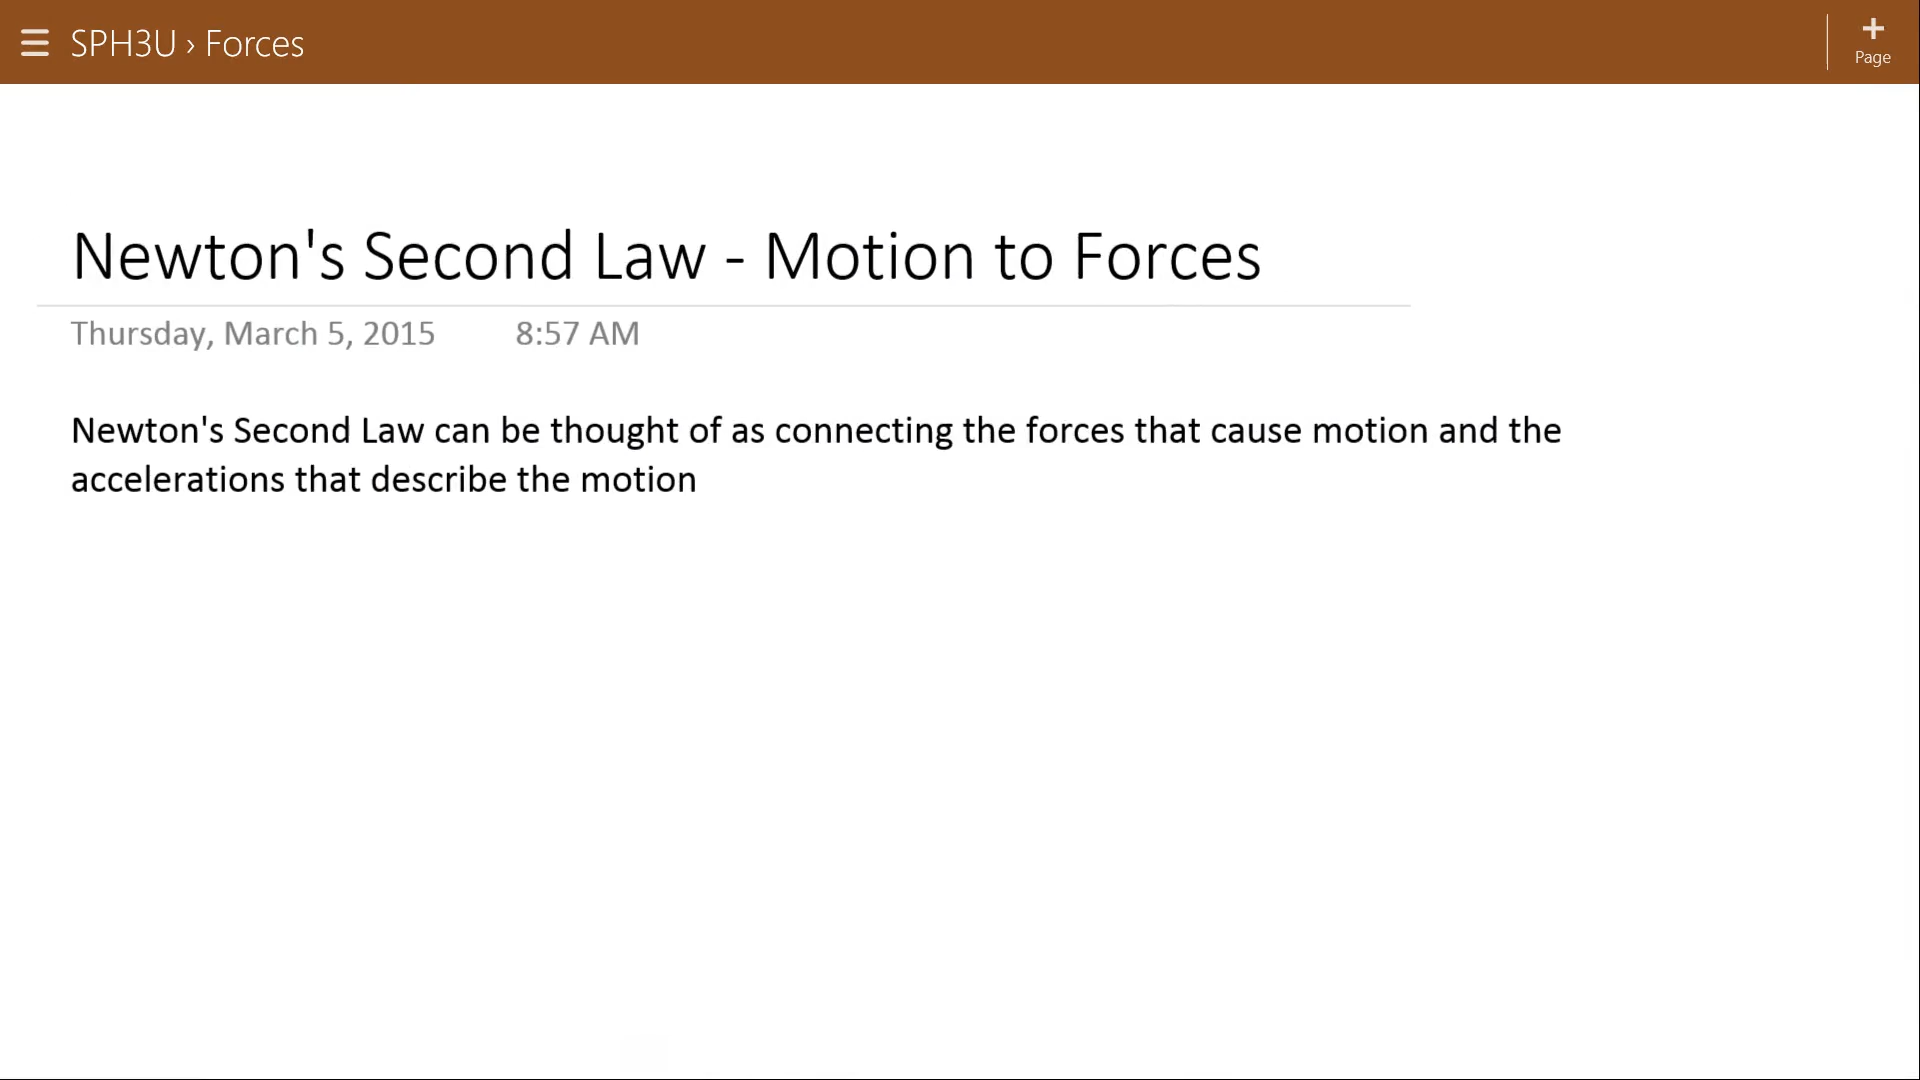 SPH3U › Forces
Page
Newton's Second Law - Motion to Forces
Thursday, March 5, 2015 8:57 AM
Newton's Second Law can be thought of as connecting the forces that cause motion and the
accelerations that describe the motion